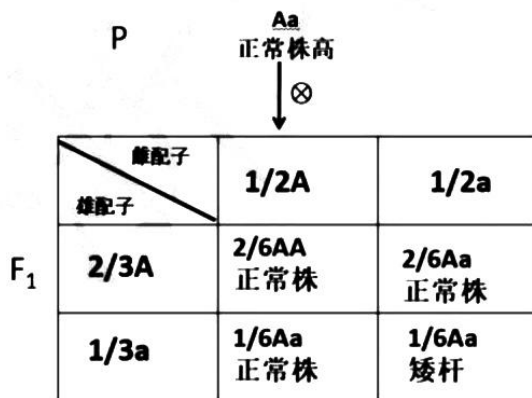 P
Aa
正常株高
⊗
雌配子
雄配子
1/2A
1/2a
F₁
2/3A
2/6AA
正常株
2/6Aa
正常株
1/3a
1/6Aa
正常株
1/6Aa
矮杆